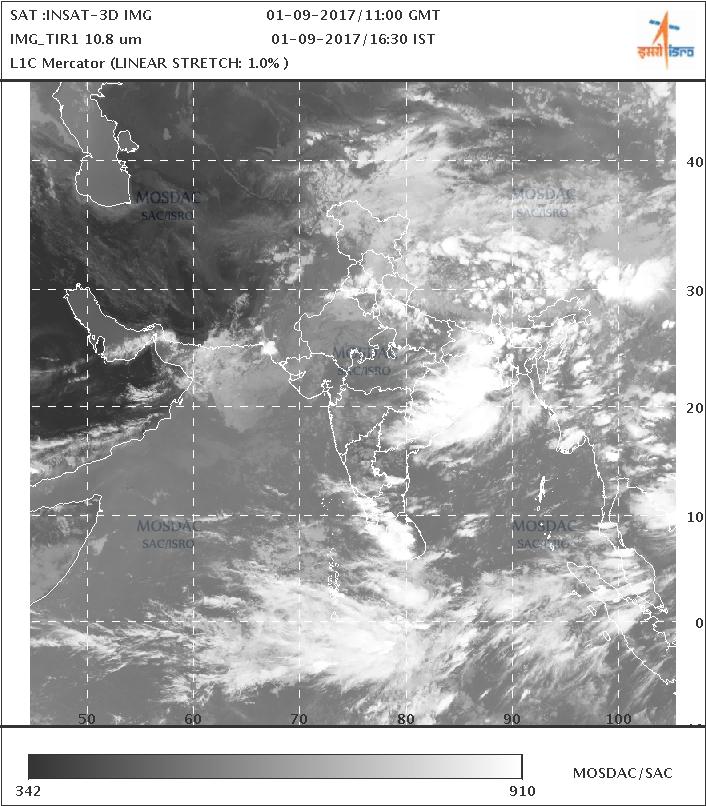 SAT :INSAT-3D IMG 01-09-2017/11:00 GMT
IMG_TIR1 10.8 um 01-09-2017/16:30 IST
L1C Mercator (LINEAR STRETCH: 1.0% )
इसरो isro
40
MOSDAC MOSDAC
SAC/ISRO SAC/ISRO
30
MOSDAC
SAC/ISRO
20
10
MOSDAC MOSDAC
SAC/ISRO SAC/ISRO
0
50 60 70 80 90 100
MOSDAC/SAC
342 910